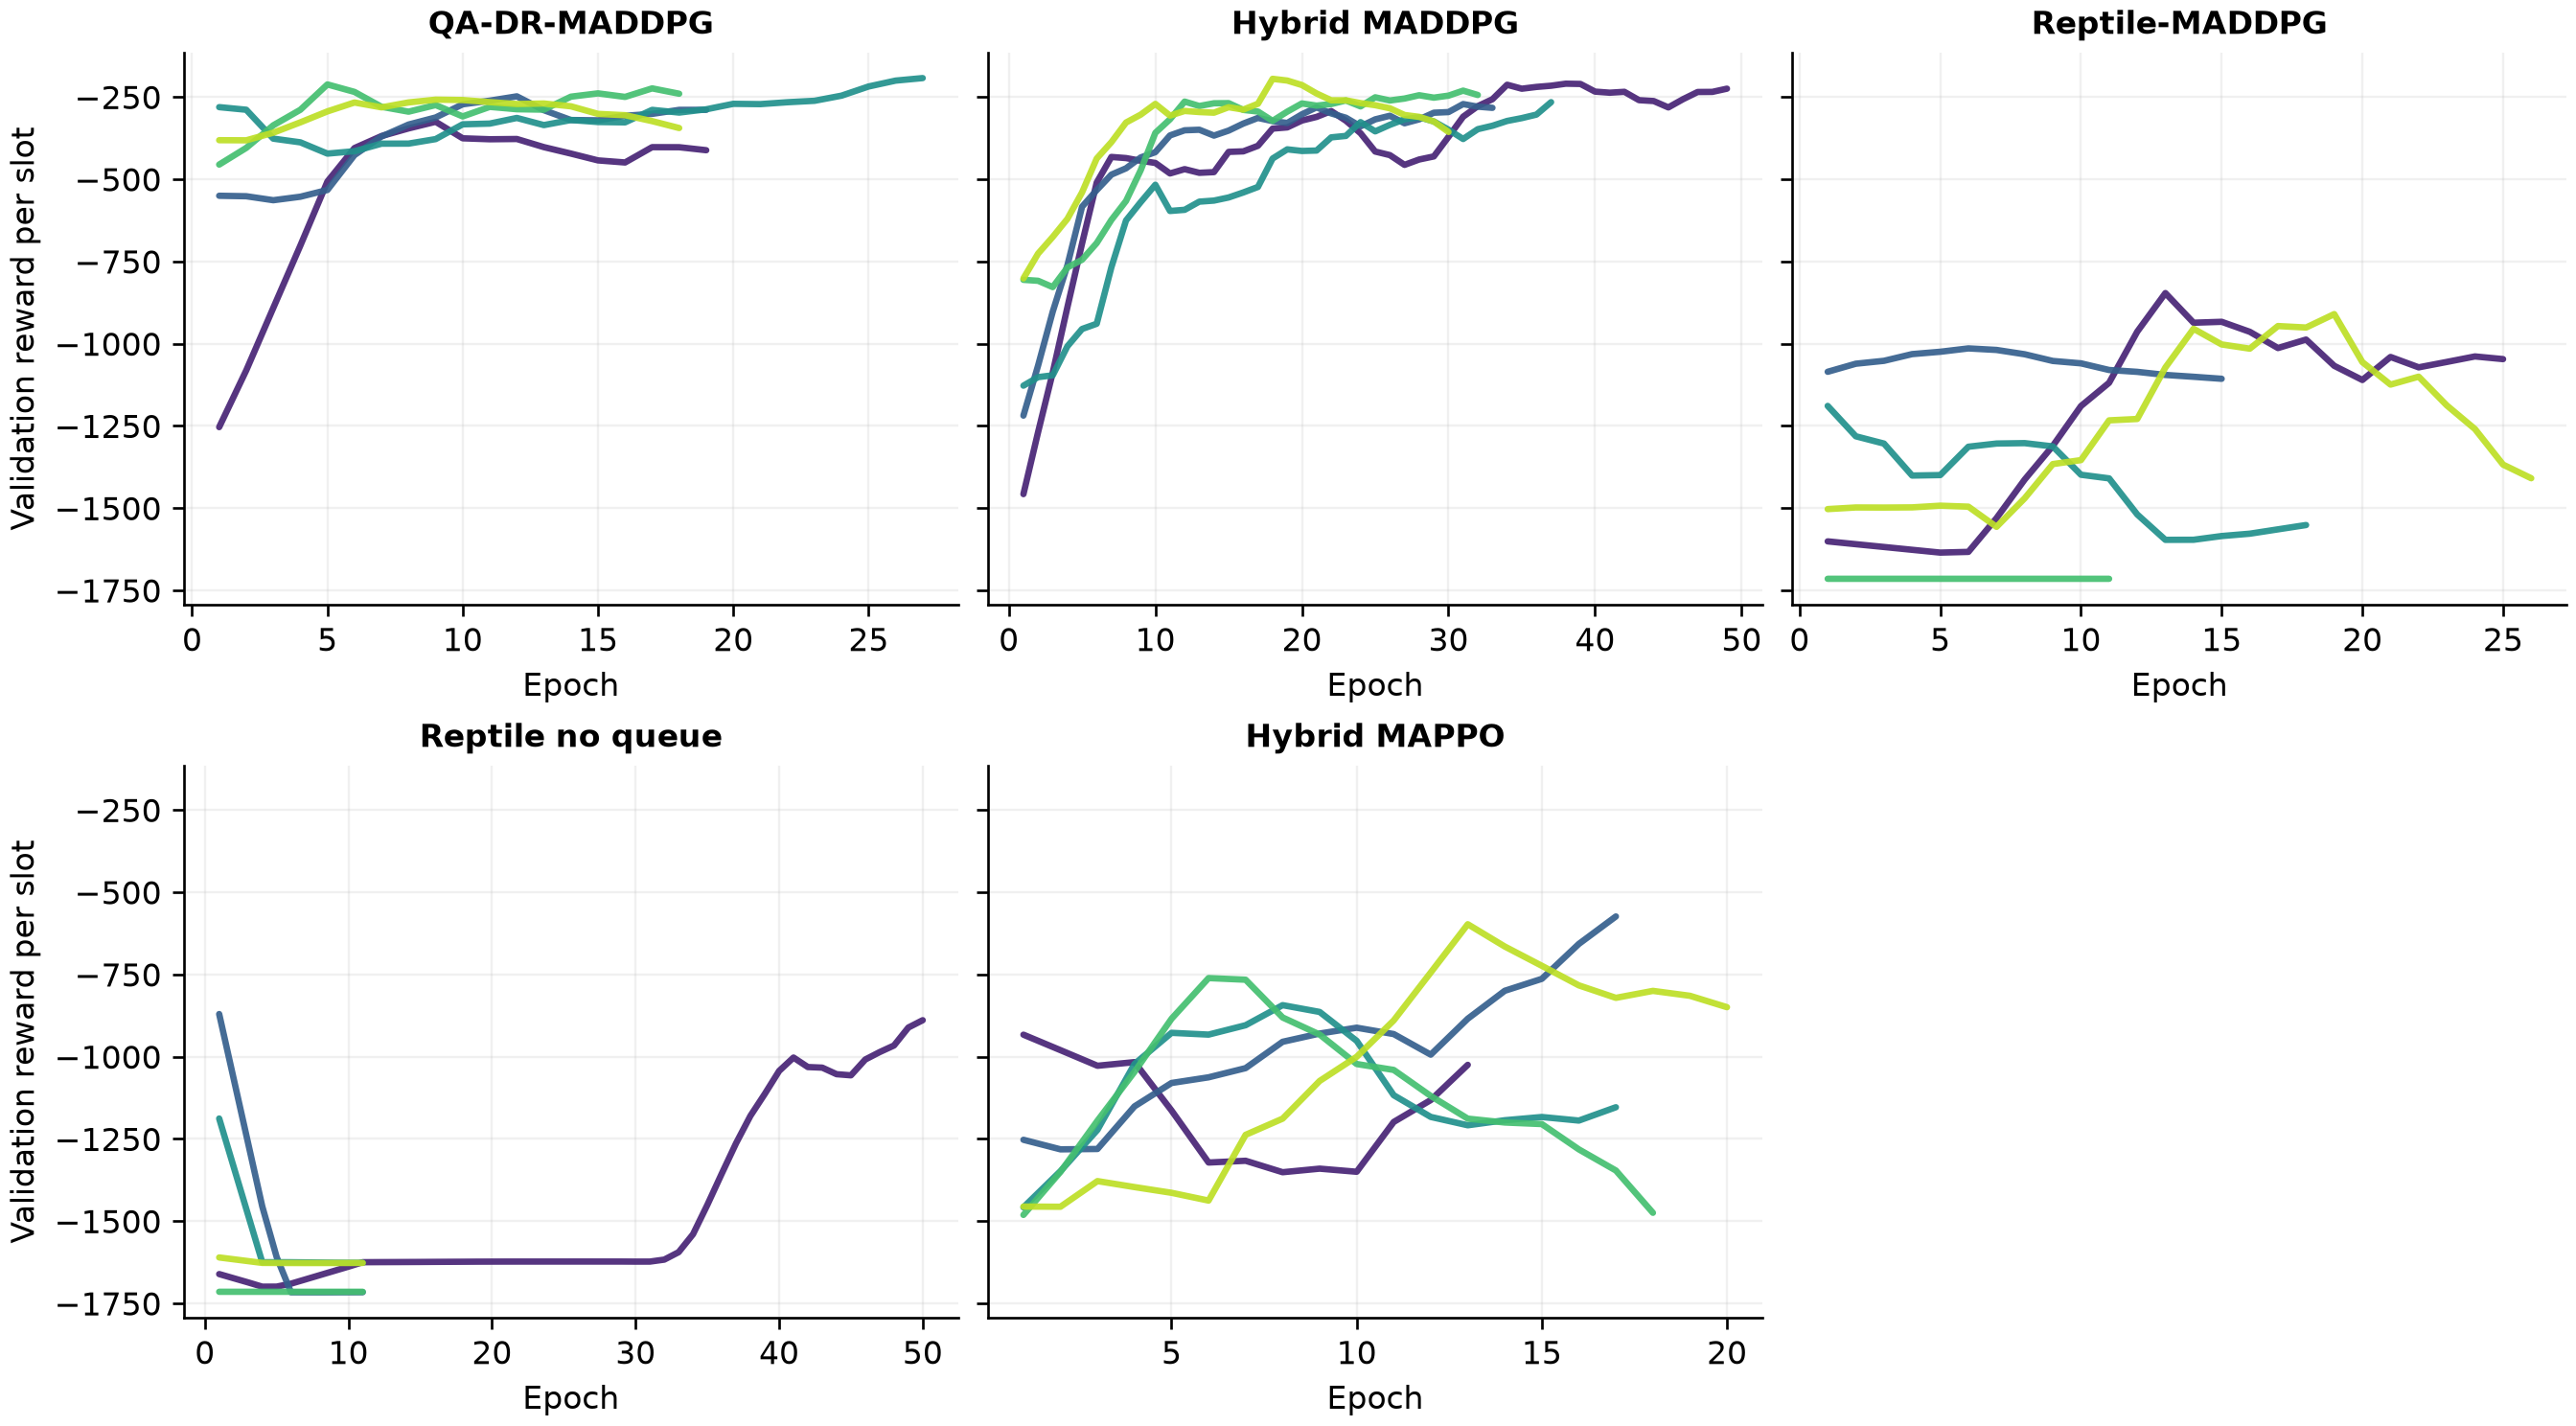 QA-DR-MADDPG
Hybrid MADDPG
Reptile-MADDPG
Validation reward per slot
−250
−500
−750
−1000
−1250
−1500
−1750
0 5 10 15 20 25
0 10 20 30 40 50
0 5 10 15 20 25
Epoch
Epoch
Epoch
Reptile no queue
Hybrid MAPPO
Validation reward per slot
−250
−500
−750
−1000
−1250
−1500
−1750
0 10 20 30 40 50
5 10 15 20
Epoch
Epoch